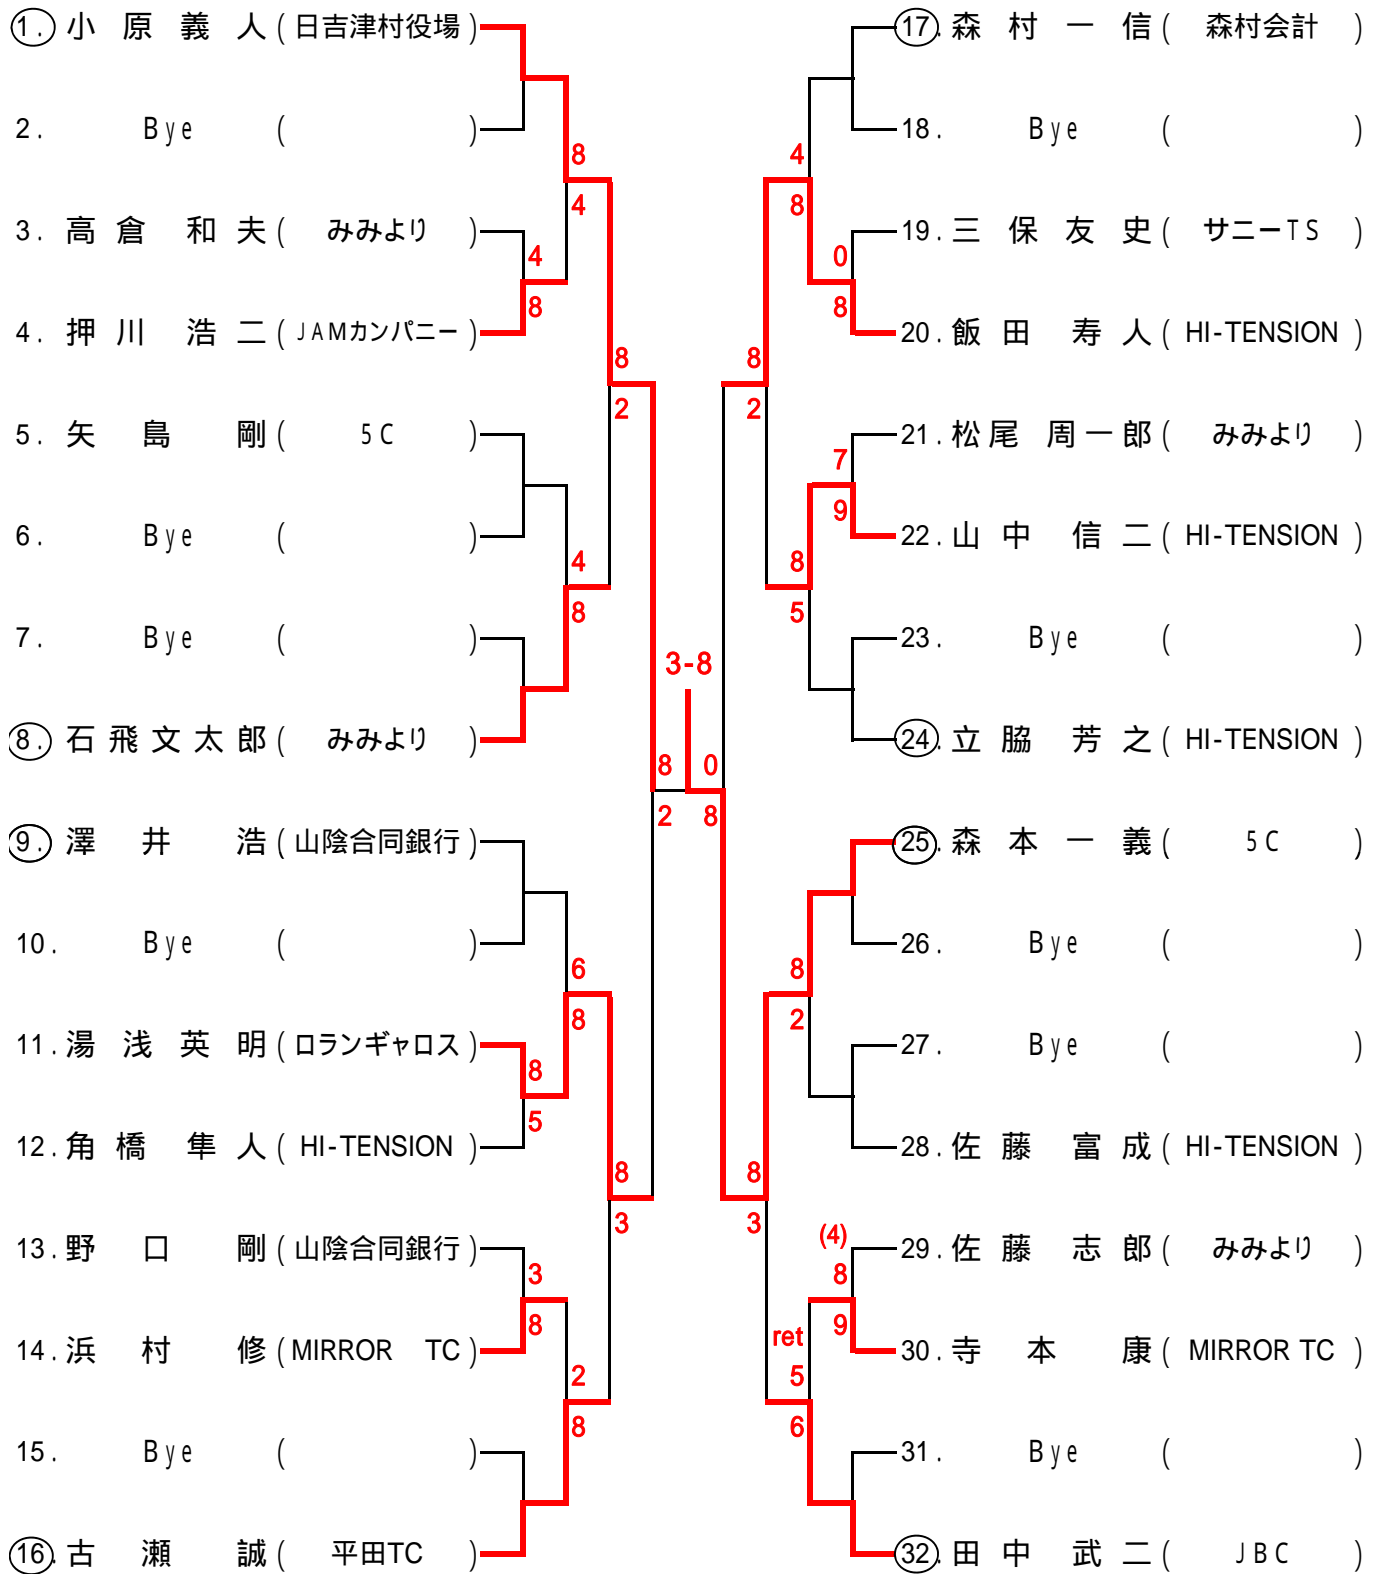 1. 小原義人(日吉津村役場)
2. Bye ( )
3. 高倉 和夫(みみより)
4. 押川 浩二(JAMカンパニー)
5. 矢島 剛(5C)
6. Bye ( )
7. Bye ( )
8. 石飛文太郎(みみより)
9. 澤井 浩(山陰合同銀行)
10. Bye ( )
11. 湯浅英明(ロランギャロス)
12. 角橋 隼人(HI-TENSION)
13. 野口 剛(山陰合同銀行)
14. 浜村 修(MIRROR TC)
15. Bye ( )
16. 古瀬 誠(平田TC)
4
8
8
4
4
8
8
2
8
5
6
8
3
8
2
8
8
3
8
2
3-8
0
8
17. 森村一信(森村会計)
18. Bye ( )
19. 三保友史(サニーTS)
20. 飯田 寿人(HI-TENSION)
21. 松尾 周一郎(みみより)
22. 山中 信二(HI-TENSION)
23. Bye ( )
24. 立脇 芳之(HI-TENSION)
25. 森本一義(5C)
26. Bye ( )
27. Bye ( )
28. 佐藤 富成(HI-TENSION)
29. 佐藤 志郎(みみより)
30. 寺本 康(MIRROR TC)
31. Bye ( )
32. 田中 武二(JBC)
4
8
0
8
8
2
7
9
8
5
8
2
8
3
(4)
8
9
ret
5
6